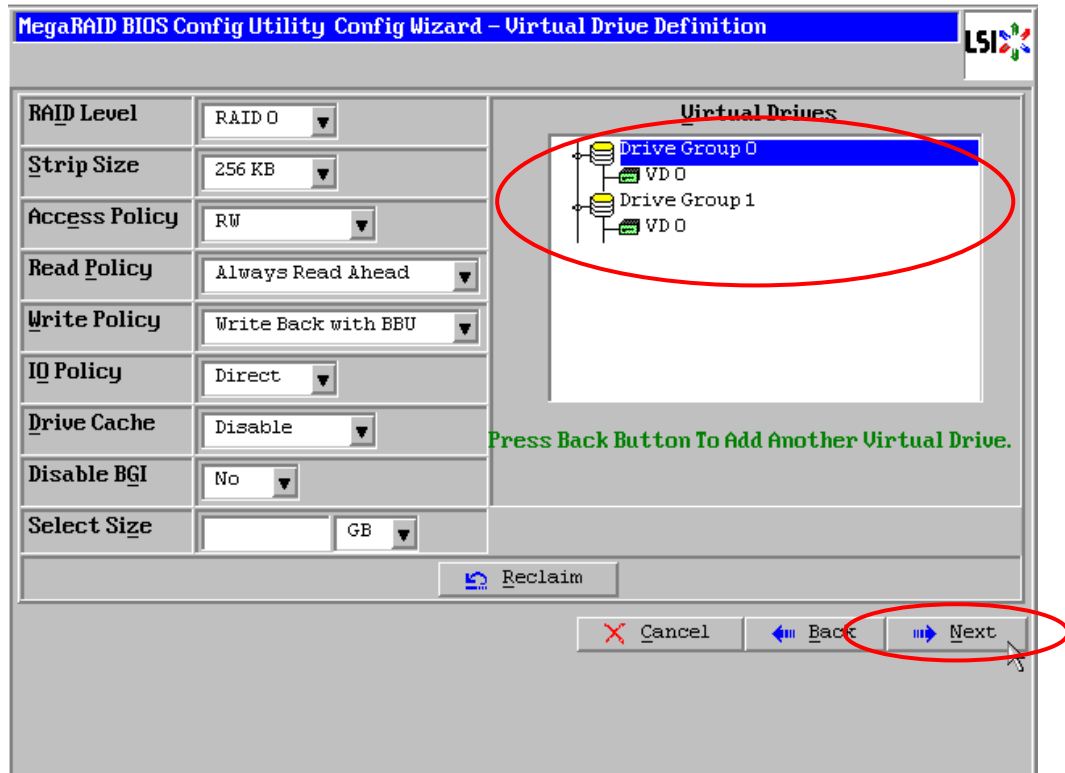 MegaRAID BIOS Config Utility Config Wizard – Virtual Drive Definition
LSI
RAID Level
RAID 0
Strip Size
256 KB
Access Policy
RW
Read Policy
Always Read Ahead
Write Policy
Write Back with BBU
IO Policy
Direct
Drive Cache
Disable
Disable BGI
No
Select Size
GB
Virtual Drives
Drive Group 0
VD 0
Drive Group 1
VD 0
Press Back Button To Add Another Virtual Drive.
Reclaim
Cancel
Back
Next